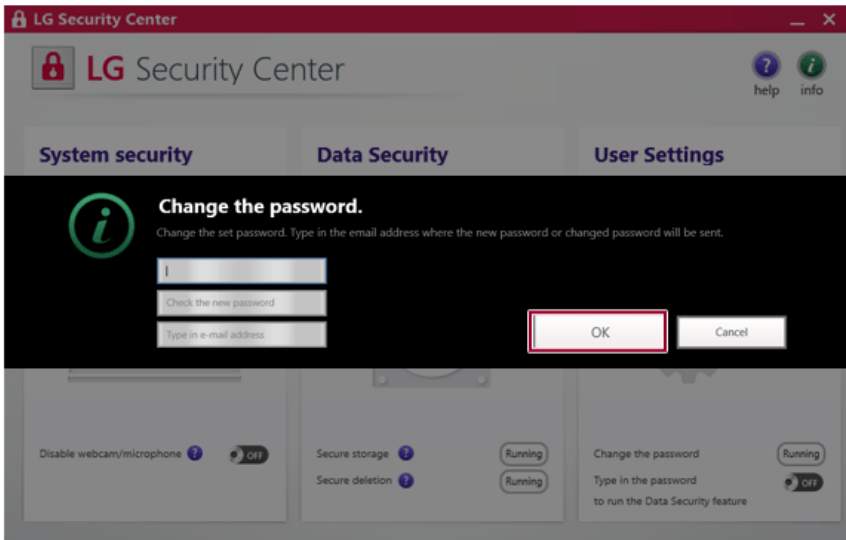 LG Security Center
LG Security Center
help info
System security
Data Security
User Settings
Change the password.
Change the set password. Type in the email address where the new password or changed password will be sent.
Check the new password
Type in e-mail address
OK
Cancel
Disable webcam/microphone ? OFF
Secure storage ? Running
Secure deletion ? Running
Change the password Running
Type in the password OFF
to run the Data Security feature